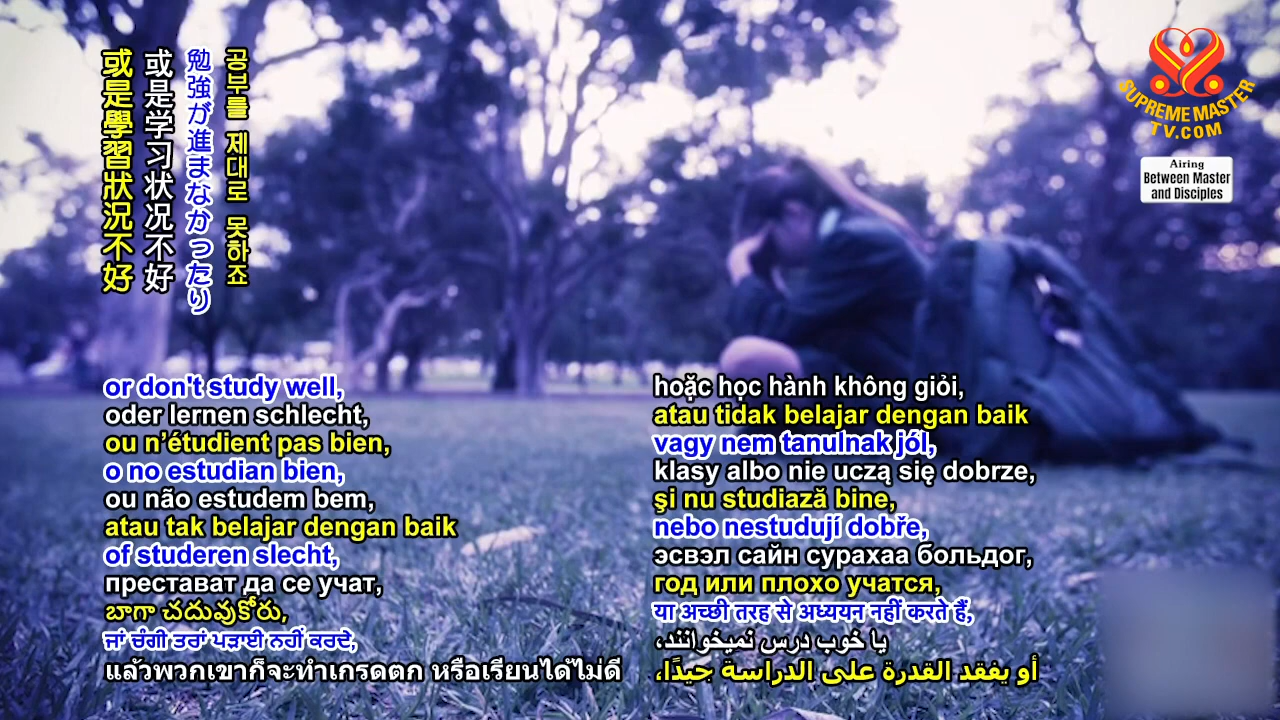 或是學習狀況不好
或是学习状况不好
勉強が進まなかったり
공부를 제대로 못하죠
SUPREME MASTER
TV.COM
Airing
Between Master
and Disciples
or don't study well,
oder lernen schlecht,
ou n’étudient pas bien,
o no estudian bien,
ou não estudem bem,
atau tak belajar dengan baik
of studeren slecht,
престават да се учат,
బాగా చదువుకోరు,
ਜਾਂ ਚੰਗੀ ਤਰਾਂ ਪੜਾਈ ਨਹੀਂ ਕਰਦੇ,
แล้วพวกเขาก็จะทำเกรดตก หรือเรียนได้ไม่ดี
hoặc học hành không giỏi,
atau tidak belajar dengan baik
vagy nem tanulnak jól,
klasy albo nie uczą się dobrze,
şi nu studiază bine,
nebo nestudují dobře,
эсвэл сайн сурахаа больдог,
год или плохо учатся,
या अच्छी तरह से अध्ययन नहीं करते हैं,
یا خوب درس نمیخوانند،
أو يفقد القدرة على الدراسة جيدًا،